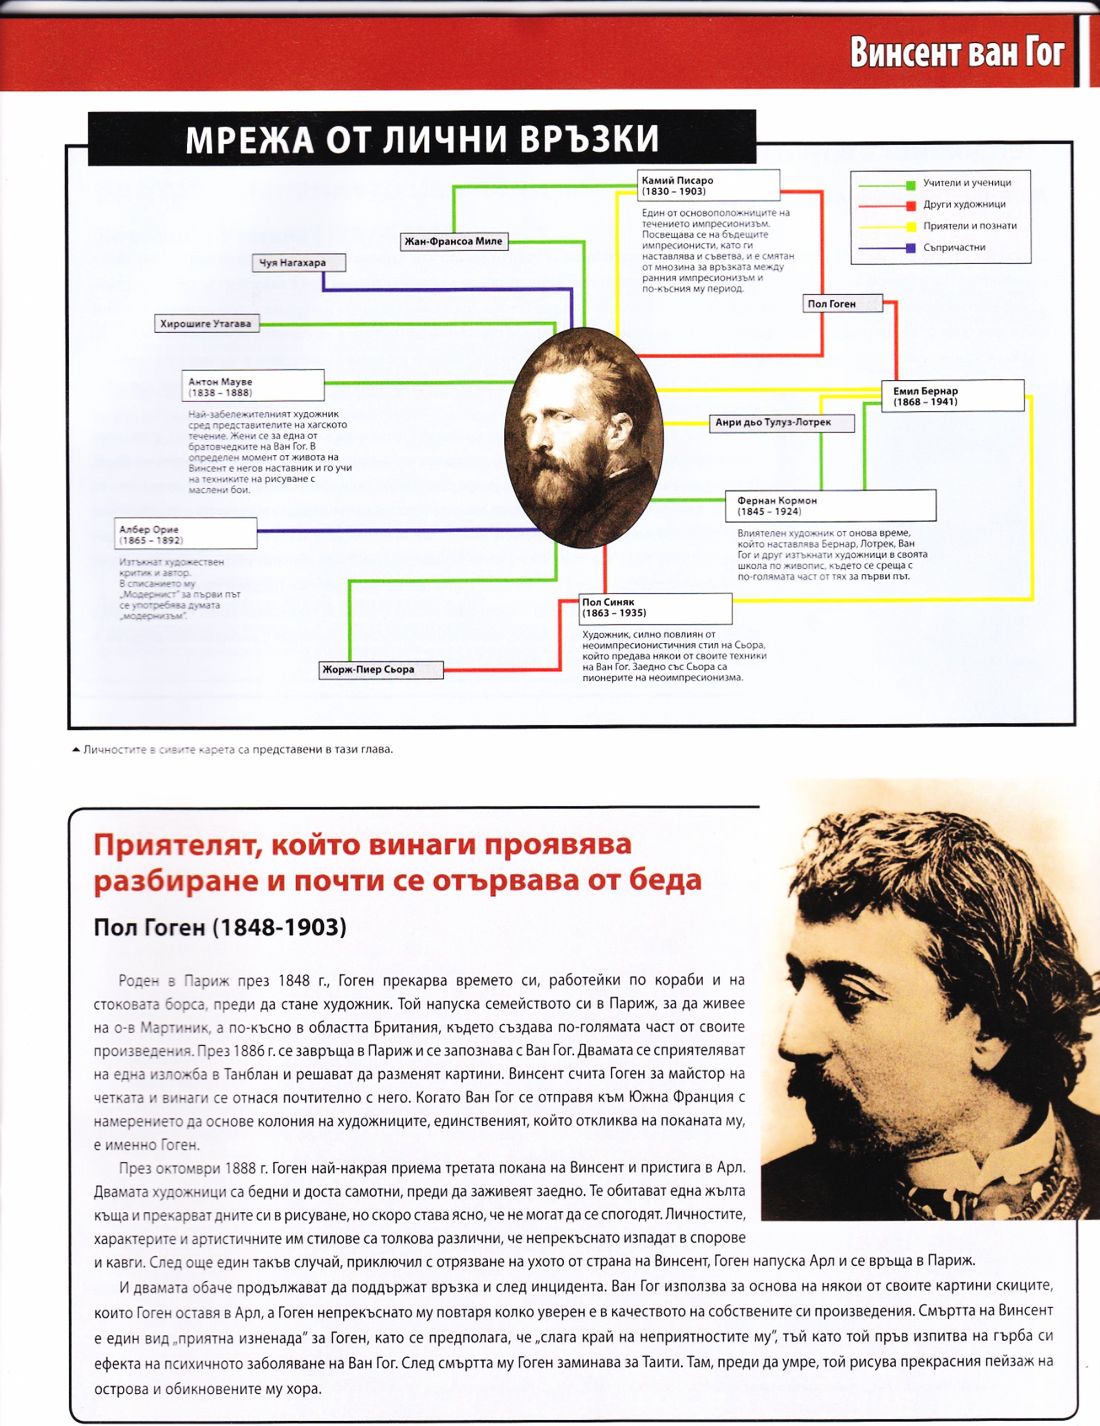 Винсент ван Гог
МРЕЖА ОТ ЛИЧНИ ВРЪЗКИ
Камий Писаро
(1830 – 1903)
Един от основоположниците на
течението импресионизъм.
Посвещава се на бъдещите
импресионисти, като ги
наставлява и съветва, и е смятан
от мнозина за връзката между
ранния импресионизъм и
по-късния му период.
Учители и ученици
Други художници
Приятели и познати
Съпричастни
Жан-Франсоа Миле
Чуя Нагахара
Пол Гоген
Хирошиге Утагава
Антон Мауве
(1838 – 1888)
Най-забележителният художник
сред представителите на хагското
течение. Жени се за една от
братовчедките на Ван Гог. В
определен момент от живота на
Винсент е негов наставник и го учи
на техниките на рисуване с
маслени бои.
Емил Бернар
(1868 – 1941)
Анри дьо Тулуз-Лотрек
Фернан Кормон
(1845 – 1924)
Влиятелен художник от онова време,
който наставлява Бернар, Лотрек, Ван
Гог и друг изтъкнати художници в своята
школа по живопис, където се среща с
по-голямата част от тях за първи път.
Албер Орие
(1865 – 1892)
Изтъкнат художествен
критик и автор.
В списанието му
„Модернист“ за първи път
се употребява думата
„модернизъм“.
Пол Синяк
(1863 – 1935)
Художник, силно повлиян от
неоимпресионистичния стил на Сьора,
който предава някои от своите техники
на Ван Гог. Заедно със Сьора са
пионерите на неоимпресионизма.
Жорж-Пиер Сьора
Личностите в сивите карета са представени в тази глава.
Приятелят, който винаги проявява
разбиране и почти се отървава от беда
Пол Гоген (1848-1903)
Роден в Париж през 1848 г., Гоген прекарва времето си, работейки по кораби и на
стоковата борса, преди да стане художник. Той напуска семейството си в Париж, за да живее
на о-в Мартиник, а по-късно в областта Британия, където създава по-голямата част от своите
произведения. През 1886 г. се завръща в Париж и се запознава с Ван Гог. Двамата се сприятеляват
на една изложба в Танблан и решават да разменят картини. Винсент счита Гоген за майстор на
четката и винаги се отнася почтително с него. Когато Ван Гог се отправя към Южна Франция с
намерението да основе колония на художниците, единственият, който откликва на поканата му,
е именно Гоген.
През октомври 1888 г. Гоген най-накрая приема третата покана на Винсент и пристига в Арл.
Двамата художници са бедни и доста самотни, преди да заживеят заедно. Те обитават една жълта
къща и прекарват дните си в рисуване, но скоро става ясно, че не могат да се спогодят. Личностите,
характерите и артистичните им стилове са толкова различни, че непрекъснато изпадат в спорове
и кавги. След още един такъв случай, приключил с отрязване на ухото от страна на Винсент, Гоген напуска Арл и се връща в Париж.
И двамата обаче продължават да поддържат връзка и след инцидента. Ван Гог използва за основа на някои от своите картини скиците,
които Гоген оставя в Арл, а Гоген непрекъснато му повтаря колко уверен е в качеството на собствените си произведения. Смъртта на Винсент
е един вид „приятна изненада“ за Гоген, като се предполага, че „слага край на неприятностите му“, тъй като той пръв изпитва на гърба си
ефекта на психичното заболяване на Ван Гог. След смъртта му Гоген заминава за Таити. Там, преди да умре, той рисува прекрасния пейзаж на
острова и обикновените му хора.